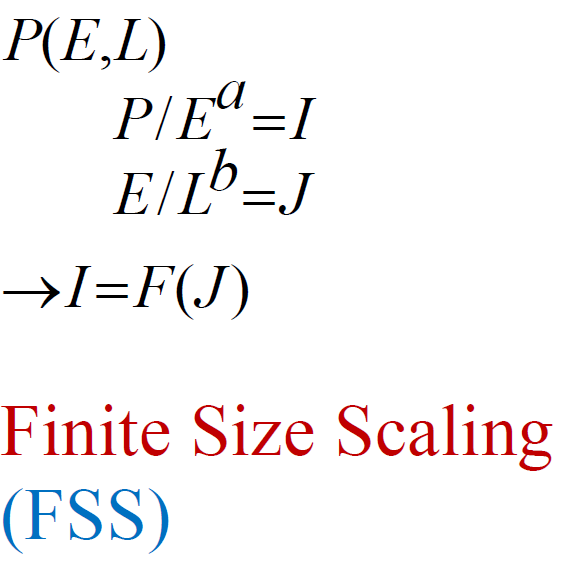 P(E,L)
P/E^a=I
E/L^b=J
→I=F(J)
Finite Size Scaling
(FSS)